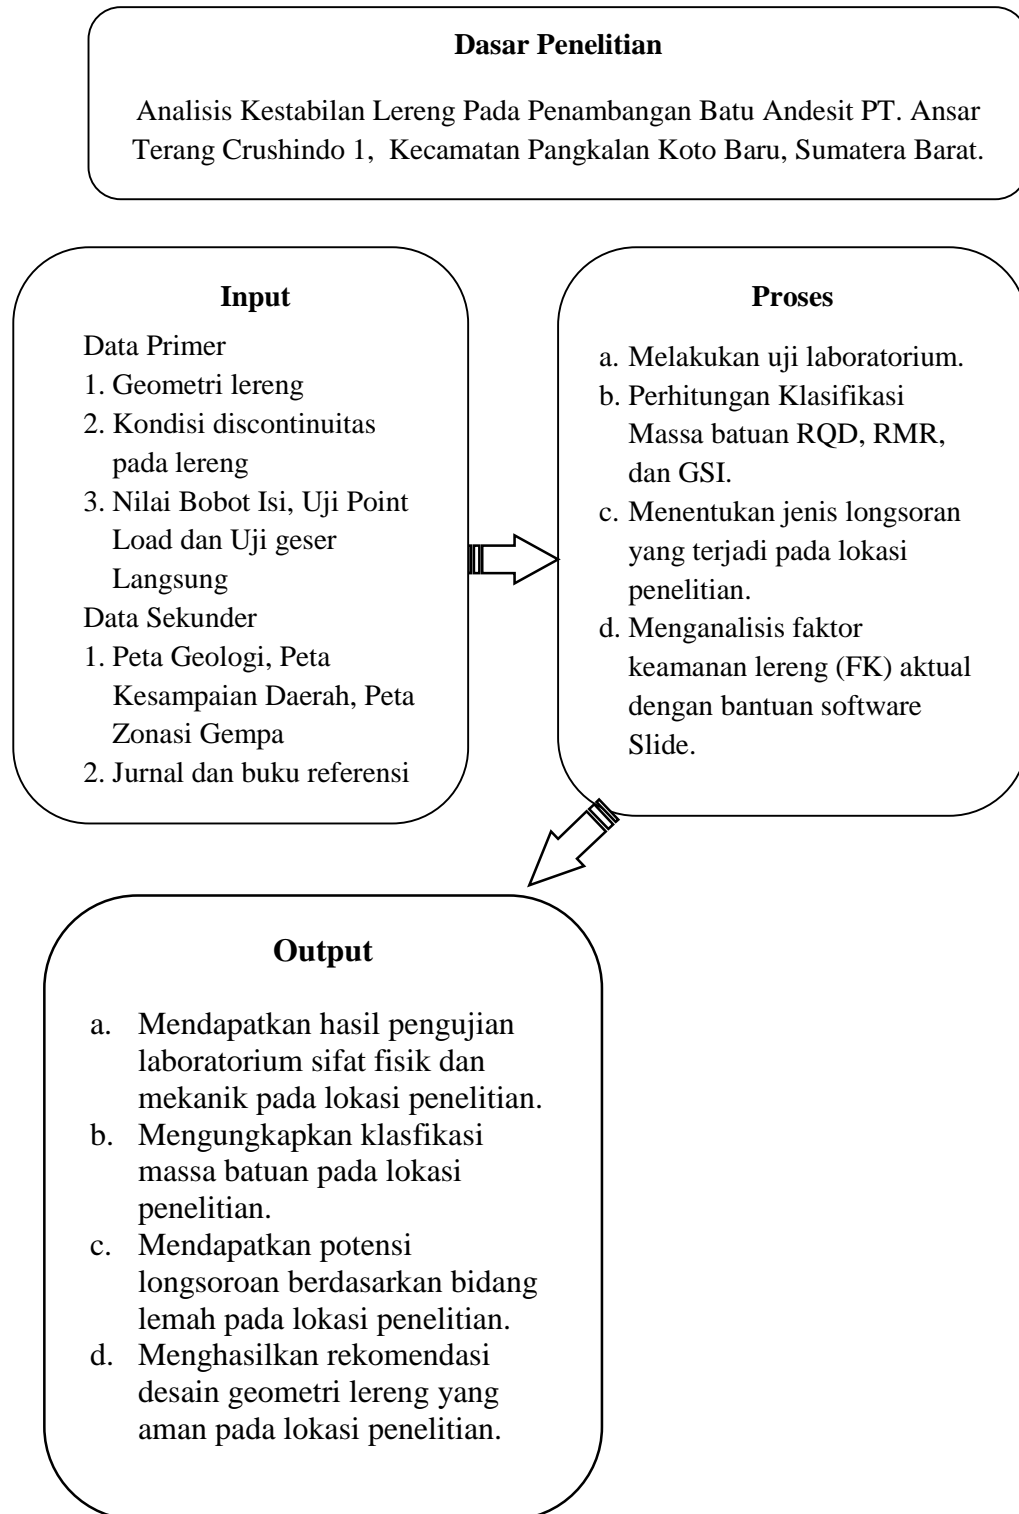 Dasar Penelitian
Analisis Kestabilan Lereng Pada Penambangan Batu Andesit PT. Ansar
Terang Crushindo 1, Kecamatan Pangkalan Koto Baru, Sumatera Barat.
Input
Data Primer
1. Geometri lereng
2. Kondisi discontinuitas
pada lereng
3. Nilai Bobot Isi, Uji Point
Load dan Uji geser
Langsung
Data Sekunder
1. Peta Geologi, Peta
Kesampaian Daerah, Peta
Zonasi Gempa
2. Jurnal dan buku referensi
Proses
a. Melakukan uji laboratorium.
b. Perhitungan Klasifikasi
Massa batuan RQD, RMR,
dan GSI.
c. Menentukan jenis longsoran
yang terjadi pada lokasi
penelitian.
d. Menganalisis faktor
keamanan lereng (FK) aktual
dengan bantuan software
Slide.
Output
a. Mendapatkan hasil pengujian
laboratorium sifat fisik dan
mekanik pada lokasi penelitian.
b. Mengungkapkan klasfikasi
massa batuan pada lokasi
penelitian.
c. Mendapatkan potensi
longsoroan berdasarkan bidang
lemah pada lokasi penelitian.
d. Menghasilkan rekomendasi
desain geometri lereng yang
aman pada lokasi penelitian.